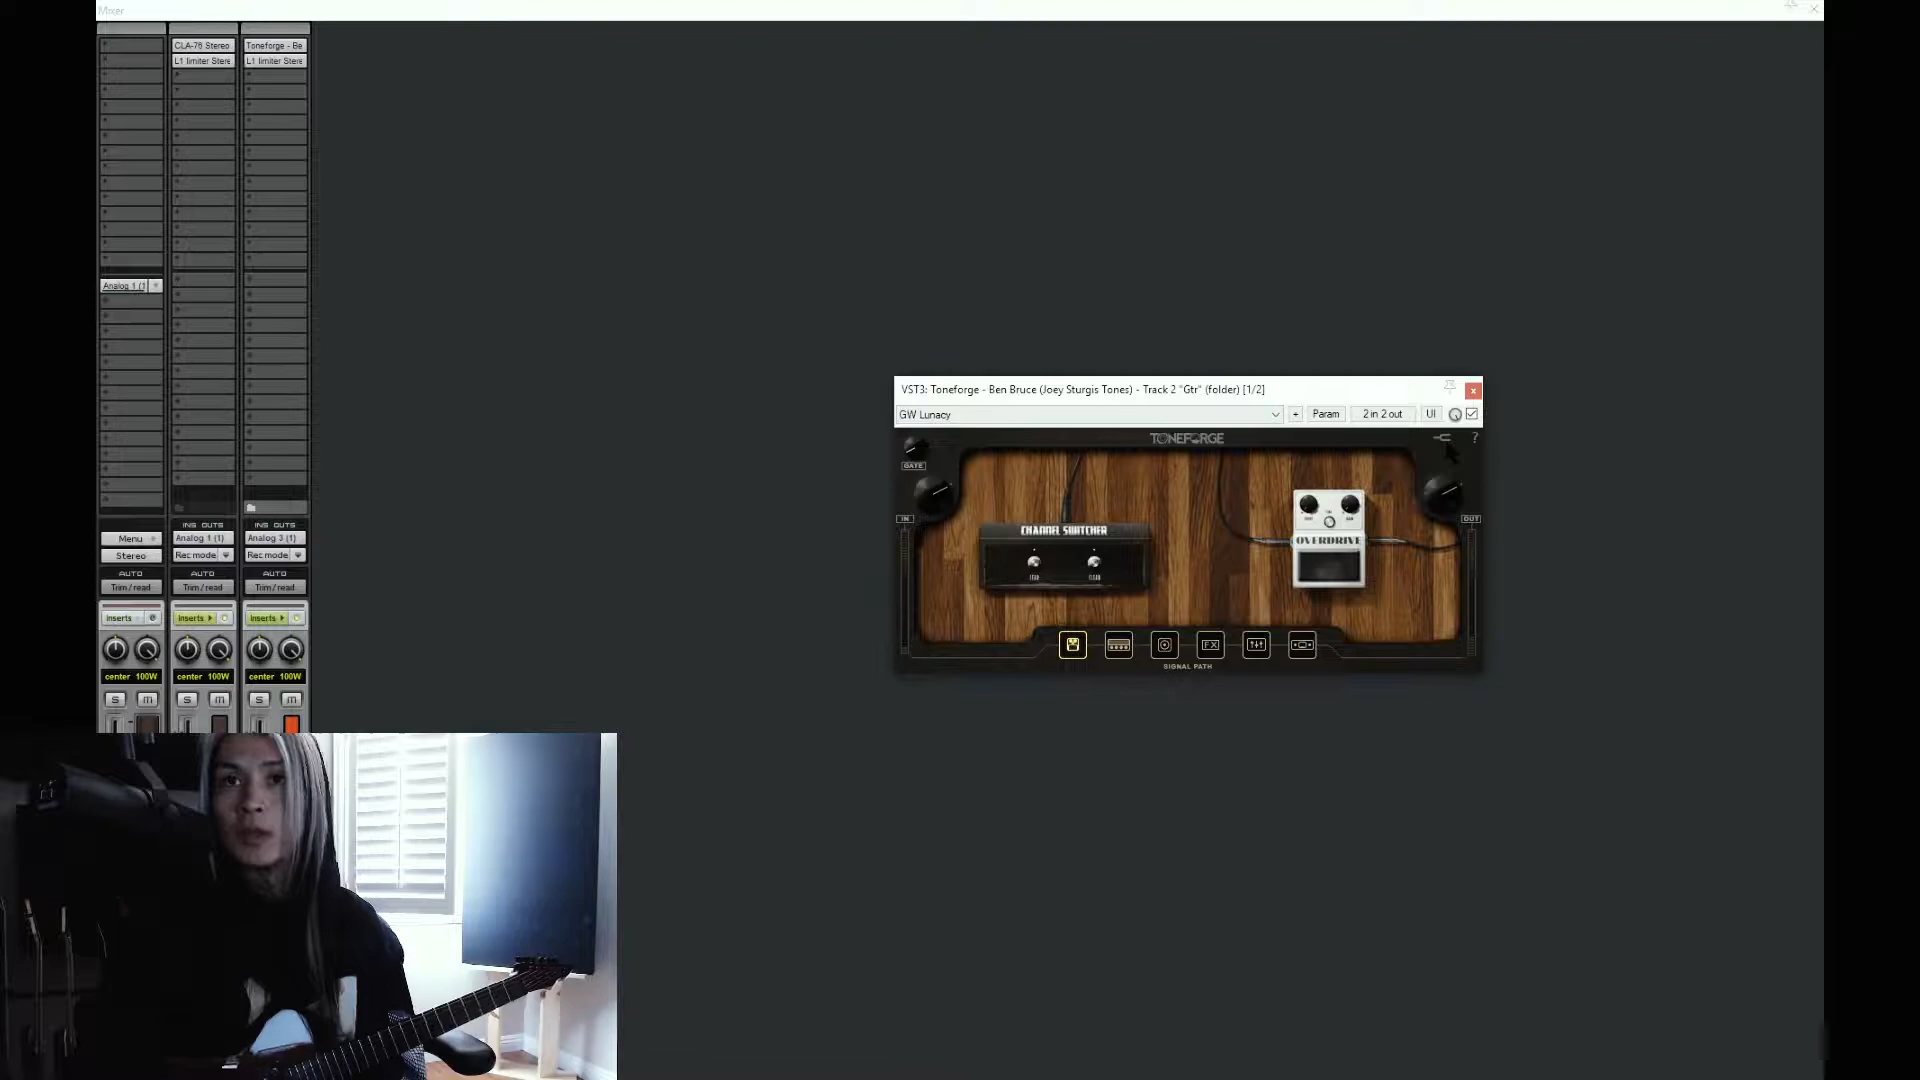 Mixer
CLA-76 Stereo
Toneforge - Be
L1 limiter Stere
L1 limiter Stere
Analog 1 (1
INS OUTS
INS OUTS
Menu
Analog 1 (1)
Analog 3 (1)
Stereo
Rec mode
Rec mode
AUTO
AUTO
AUTO
Trim / read
Trim / read
Trim / read
Inserts
Inserts
Inserts
center 100W
center 100W
center 100W
S
m
S
m
S
m
VST3: Toneforge - Ben Bruce (Joey Sturgis Tones) - Track 2 "Gtr" (folder) [1/2]
GW Lunacy
+
Param
2 in 2 out
UI
TONEFORGE
?
GATE
IN
OUT
CHANNEL SWITCHER
LEAD
CLEAN
OVERDRIVE
FX
SIGNAL PATH